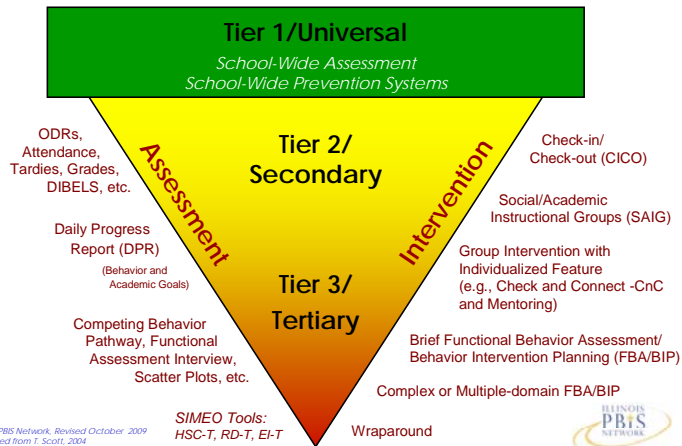 Tier 1/Universal
School-Wide Assessment
School-Wide Prevention Systems
ODRs,
Attendance,
Tardies, Grades,
DIBELS, etc.
Daily Progress
Report (DPR)
(Behavior and
Academic Goals)
Competing Behavior
Pathway, Functional
Assessment Interview,
Scatter Plots, etc.
SIMEO Tools:
HSC-T, RD-T, EI-T
Assessment
Tier 2/
Secondary
Tier 3/
Tertiary
Intervention
Check-in/
Check-out (CICO)
Social/Academic
Instructional Groups (SAIG)
Group Intervention with
Individualized Feature
(e.g., Check and Connect -CnC
and Mentoring)
Brief Functional Behavior Assessment/
Behavior Intervention Planning (FBA/BIP)
Complex or Multiple-domain FBA/BIP
Wraparound
PBIS Network, Revised October 2009
ed from T. Scott, 2004
ILLINOIS
PBIS
NETWORK